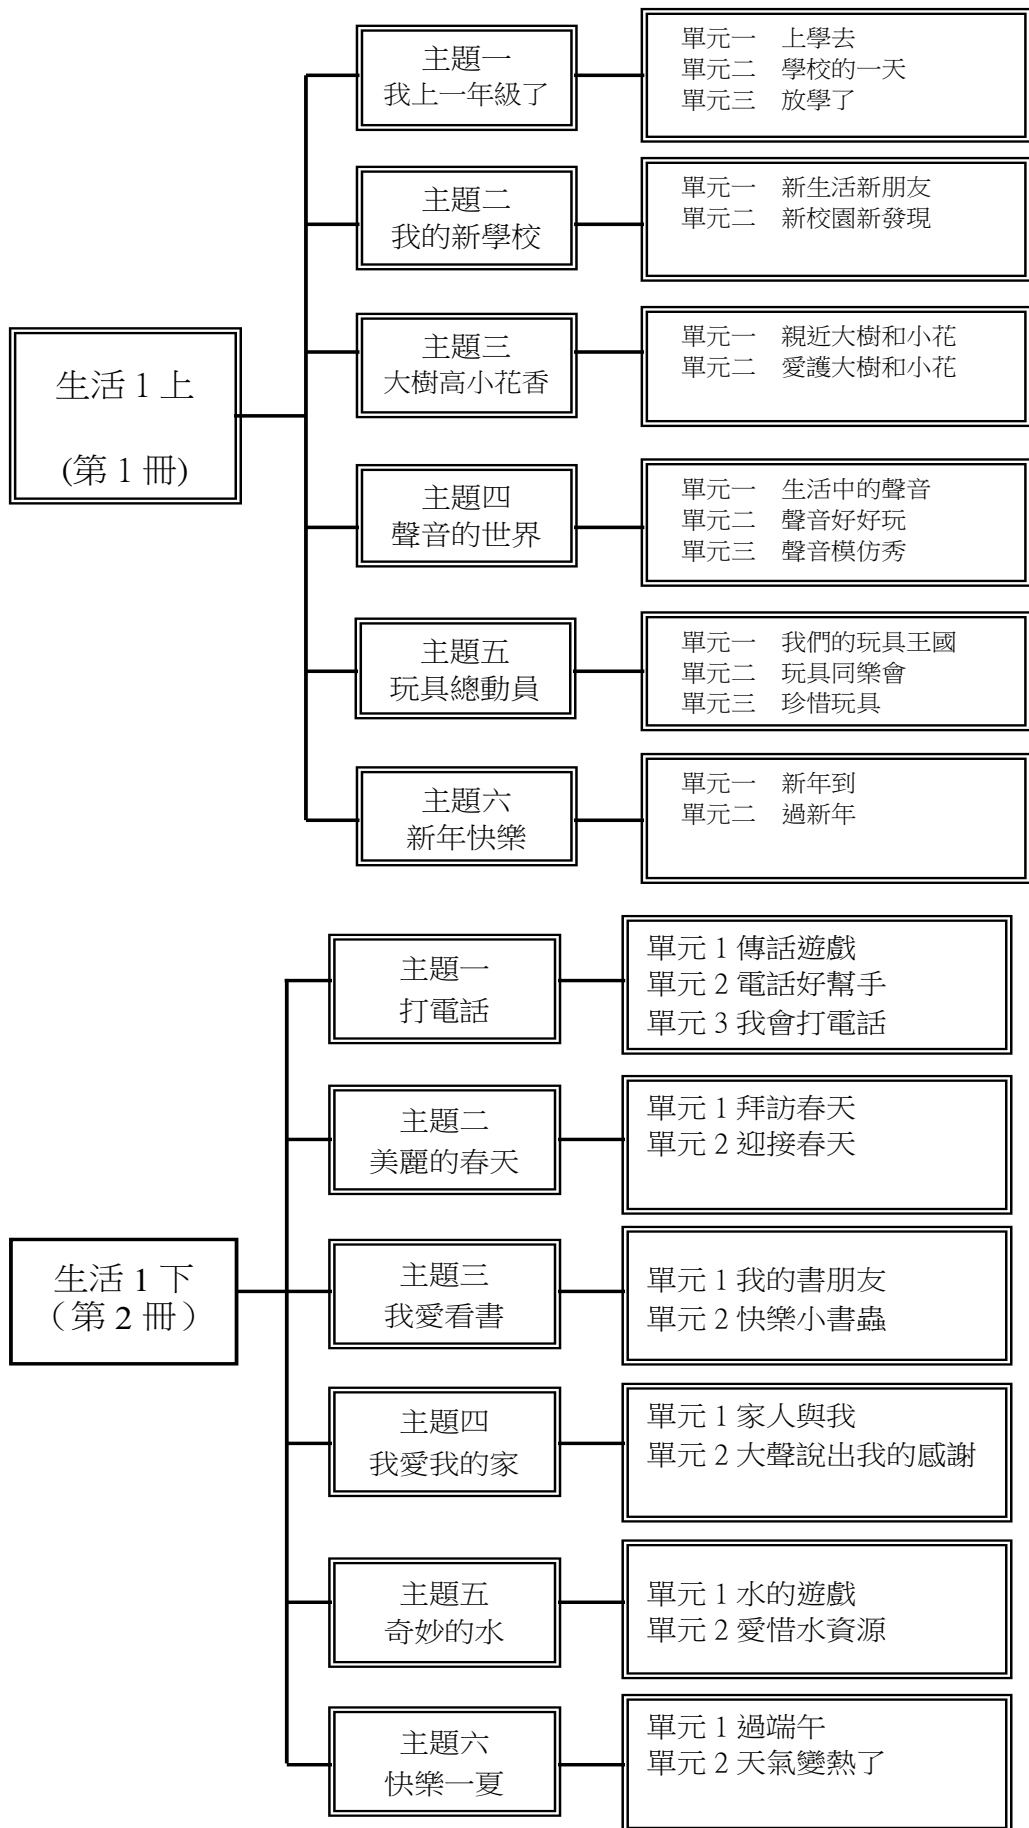 生活 1 上
(第 1 冊)
主題一
我上一年級了
單元一 上學去
單元二 學校的一天
單元三 放學了
主題二
我的新學校
單元一 新生活新朋友
單元二 新校園新發現
主題三
大樹高小花香
單元一 親近大樹和小花
單元二 愛護大樹和小花
主題四
聲音的世界
單元一 生活中的聲音
單元二 聲音好好玩
單元三 聲音模仿秀
主題五
玩具總動員
單元一 我們的玩具王國
單元二 玩具同樂會
單元三 珍惜玩具
主題六
新年快樂
單元一 新年到
單元二 過新年
生活 1 下
（第 2 冊）
主題一
打電話
單元 1 傳話遊戲
單元 2 電話好幫手
單元 3 我會打電話
主題二
美麗的春天
單元 1 拜訪春天
單元 2 迎接春天
主題三
我愛看書
單元 1 我的書朋友
單元 2 快樂小書蟲
主題四
我愛我的家
單元 1 家人與我
單元 2 大聲說出我的感謝
主題五
奇妙的水
單元 1 水的遊戲
單元 2 愛惜水資源
主題六
快樂一夏
單元 1 過端午
單元 2 天氣變熱了